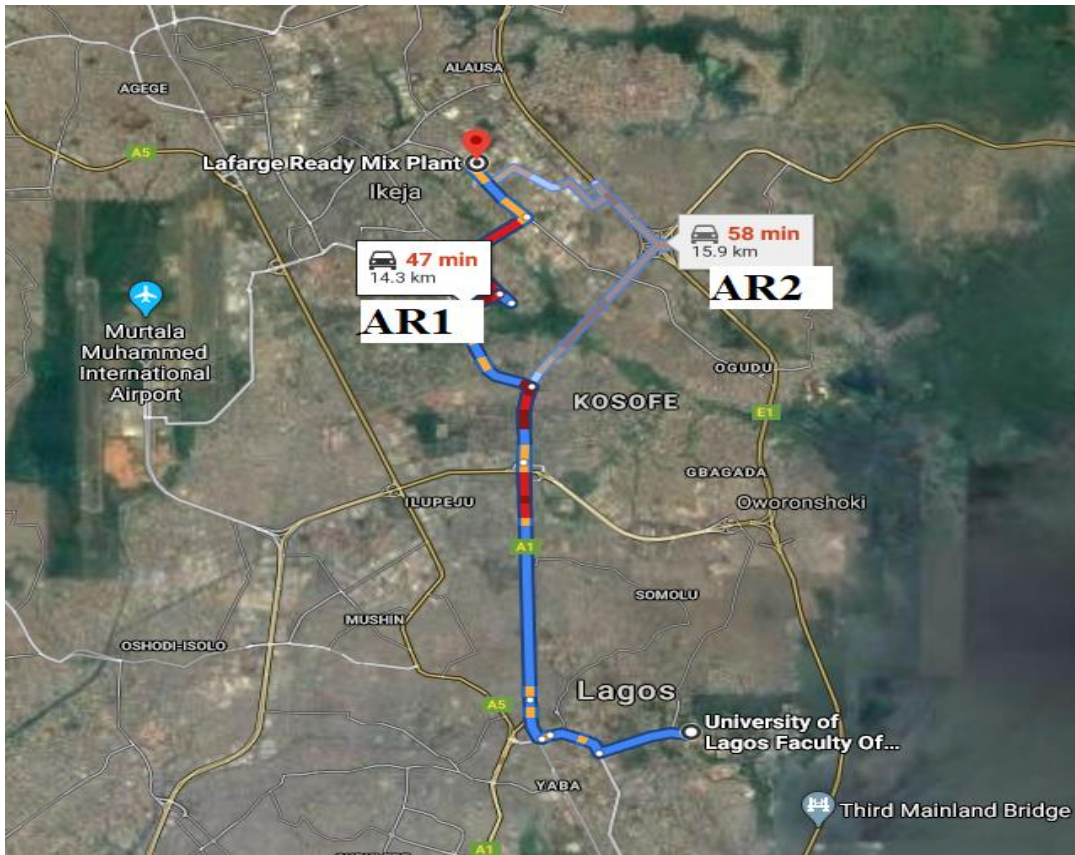 ALAUSA
AGEGE
A5
Lafarge Ready Mix Plant
Ikeja
58 min
15.9 km
AR2
47 min
14.3 km
AR1
Murtala
Muhammed
International
Airport
OGUDU
KOSOFE
E1
GBAGADA
Oworonshoki
ILUPEJU
A1
SOMOLU
MUSHIN
OSHODI-ISOLO
Lagos
A5
University of
Lagos Faculty Of...
YABA
Third Mainland Bridge
A1